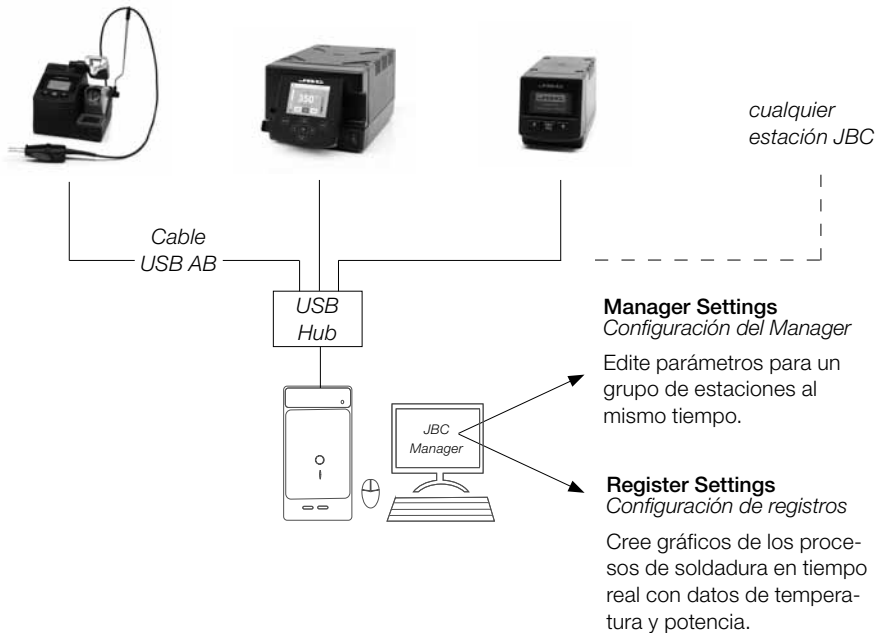 JBC
350
cualquier
estación JBC
Cable
USB AB
USB
Hub
JBC
Manager
Manager Settings
Configuración del Manager
Edite parámetros para un
grupo de estaciones al
mismo tiempo.
Register Settings
Configuración de registros
Cree gráficos de los proce-
sos de soldadura en tiempo
real con datos de tempera-
tura y potencia.